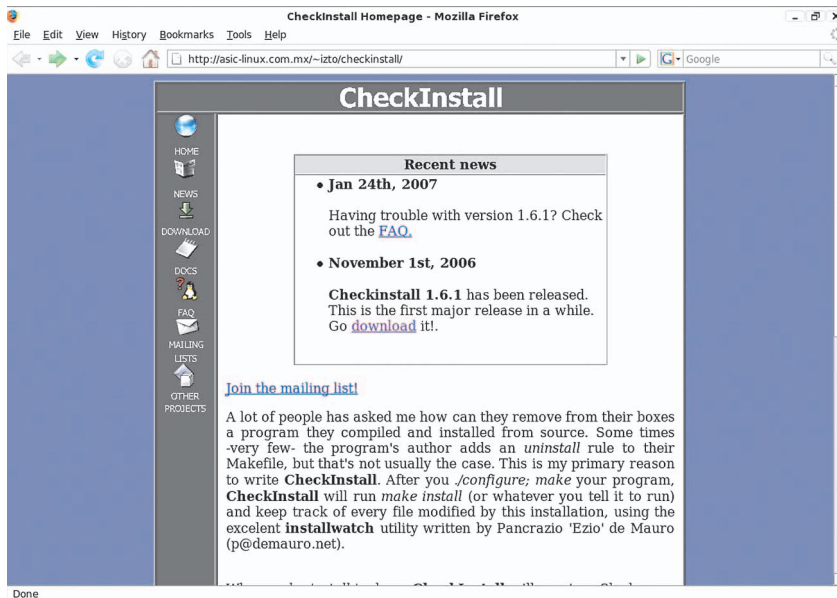 CheckInstall Homepage - Mozilla Firefox
File Edit View History Bookmarks Tools Help
http://asic-linux.com.mx/~izto/checkinstall/
G Google
CheckInstall
HOME
NEWS
DOWNLOAD
DOCS
FAQ
MAILING
LISTS
OTHER
PROJECTS
Recent news
• Jan 24th, 2007
Having trouble with version 1.6.1? Check
out the FAQ.
• November 1st, 2006
Checkinstall 1.6.1 has been released.
This is the first major release in a while.
Go download it!.
Join the mailing list!
A lot of people has asked me how can they remove from their boxes
a program they compiled and installed from source. Some times
-very few- the program's author adds an uninstall rule to their
Makefile, but that's not usually the case. This is my primary reason
to write CheckInstall. After you ./configure; make your program,
CheckInstall will run make install (or whatever you tell it to run)
and keep track of every file modified by this installation, using the
excelent installwatch utility written by Pancrazio 'Ezio' de Mauro
(p@demauro.net).
Done